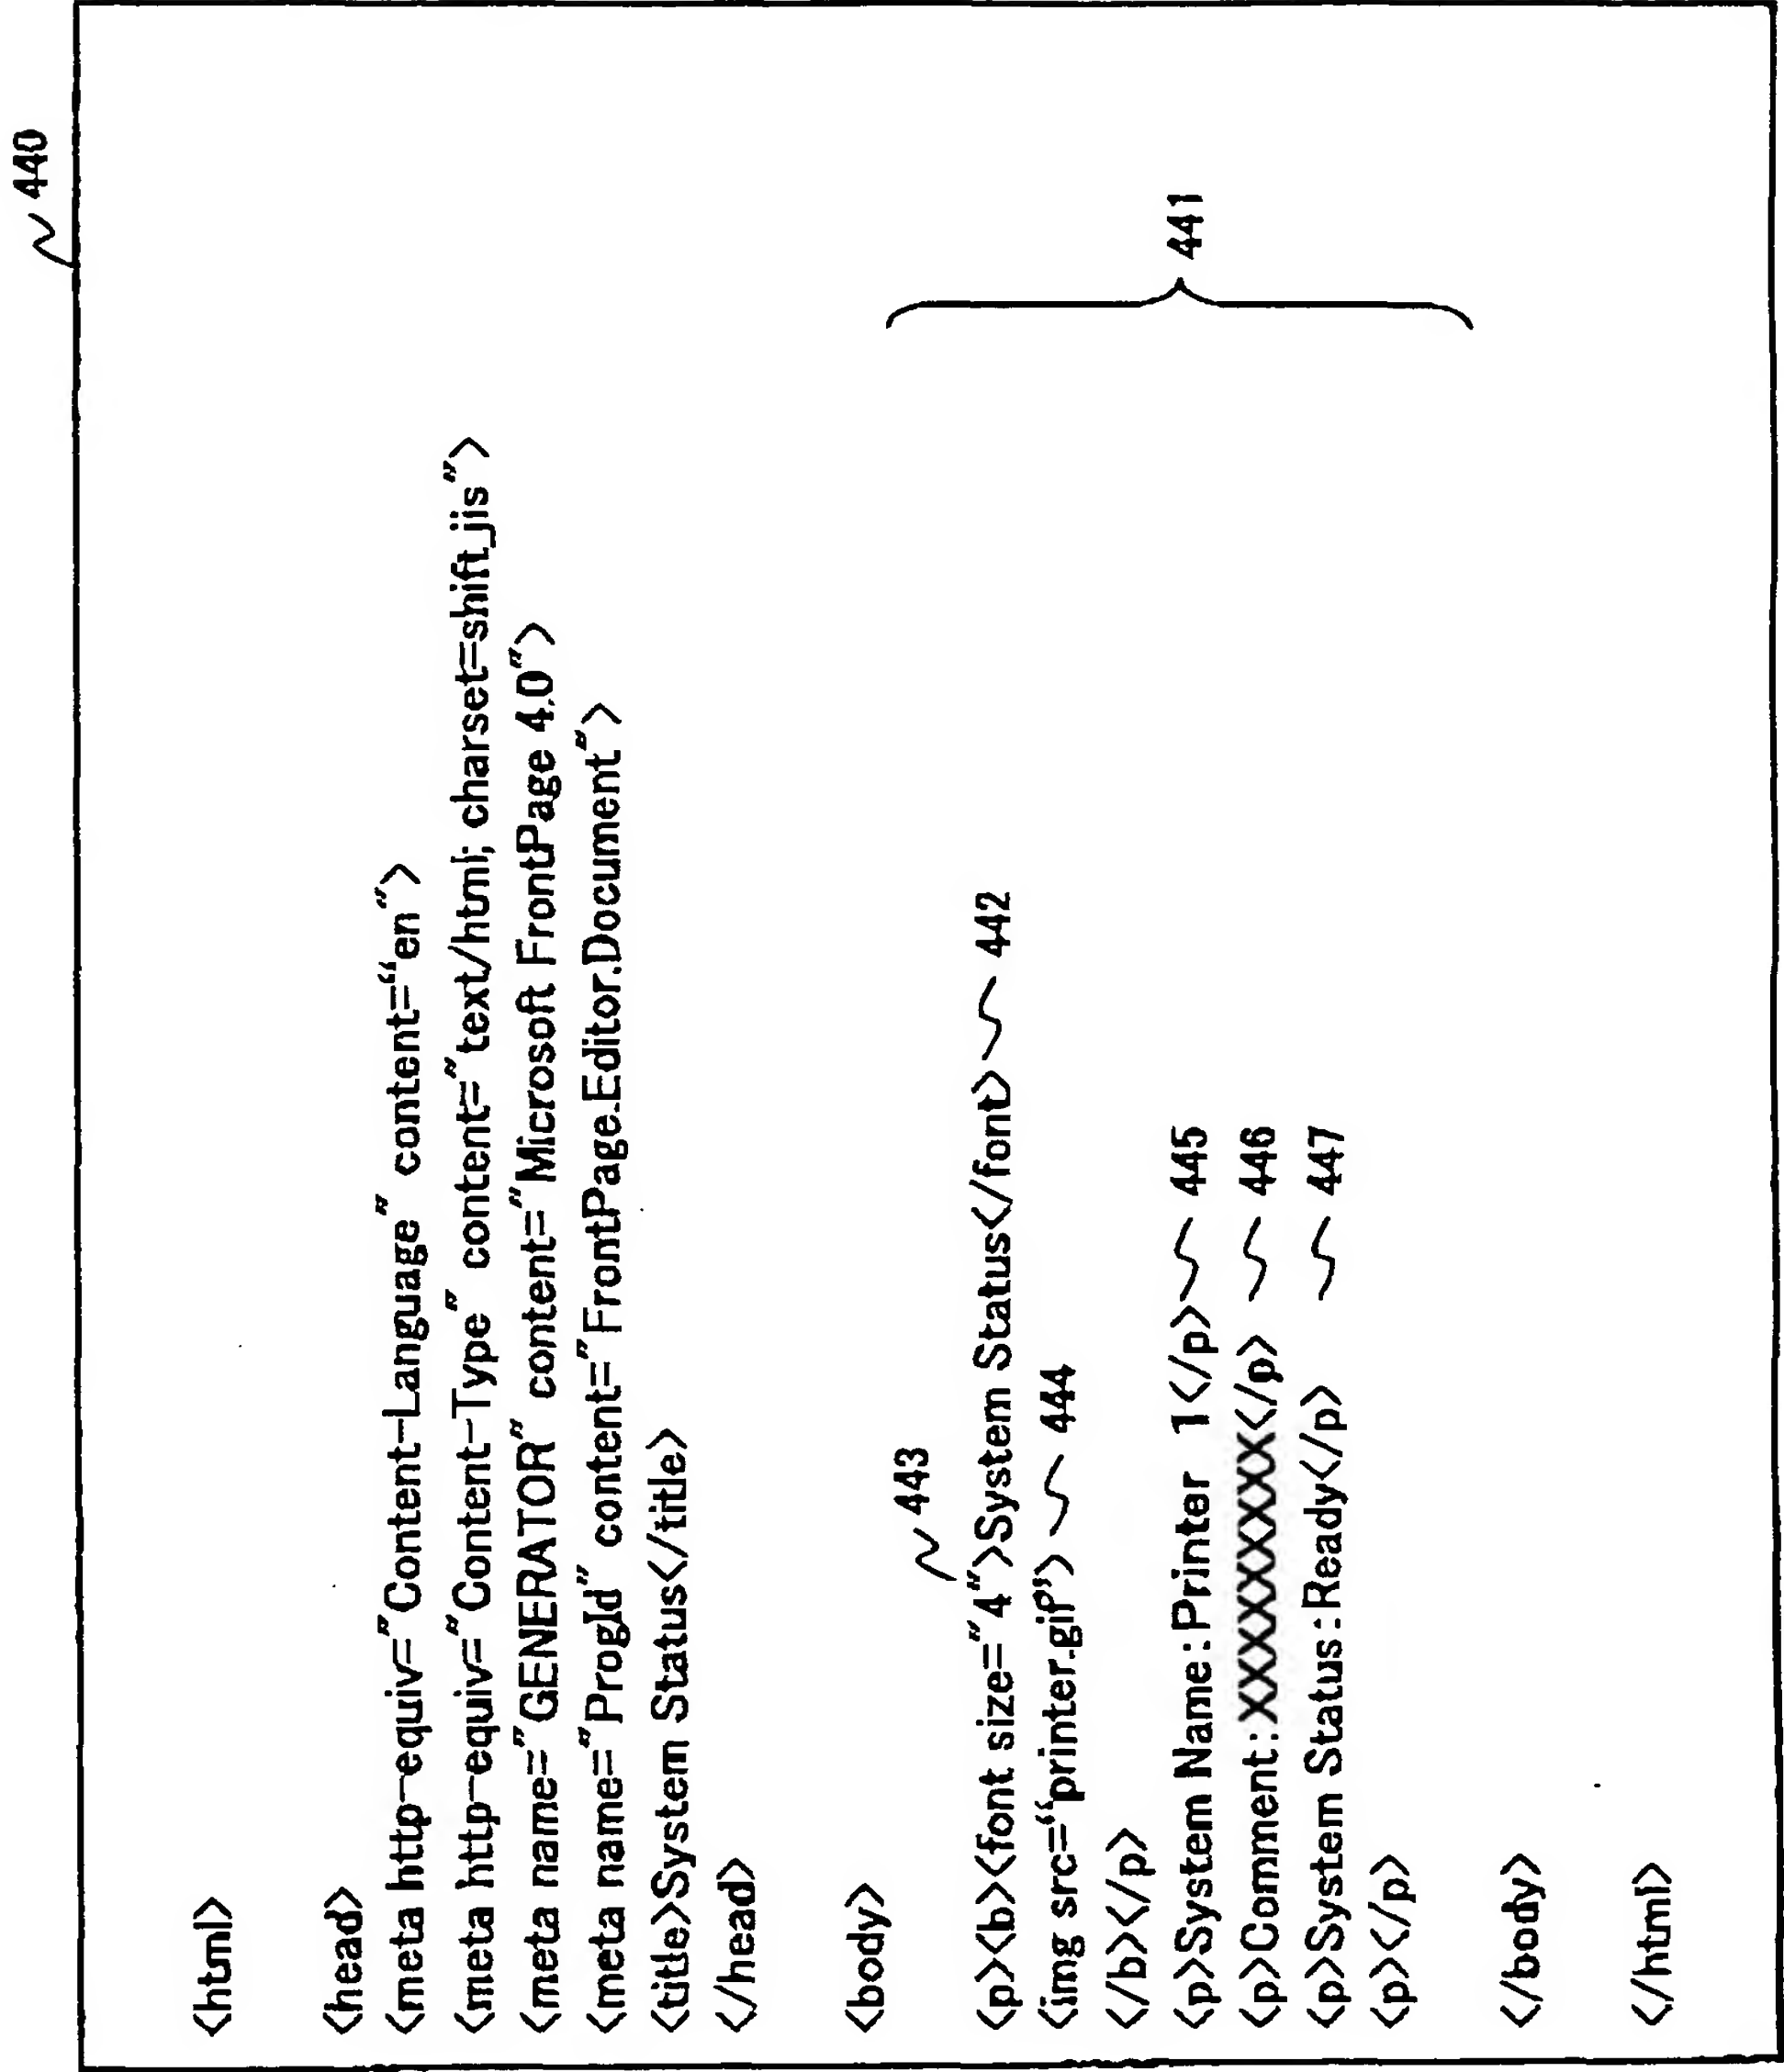 440
<html>
<head>
<meta http-equiv="Content-Language" content=“en">
<meta http-equiv="Content-Type" content="text/html; charset=shift_jis">
<meta name="GENERATOR" content="Microsoft FrontPage 4.0">
<meta name="ProgId" content="FrontPage.Editor.Document">
<title>System Status</title>
</head>
<body>
443
<p><b><font size="4">System Status</font> 442
<img src=“printer.gif”> 444
</b></p>
<p>System Name:Printer 1</p> 445
441
<p>Comment:XXXXXXXXX</p> 446
<p>System Status:Ready</p> 447
<p></p>
</body>
</html>